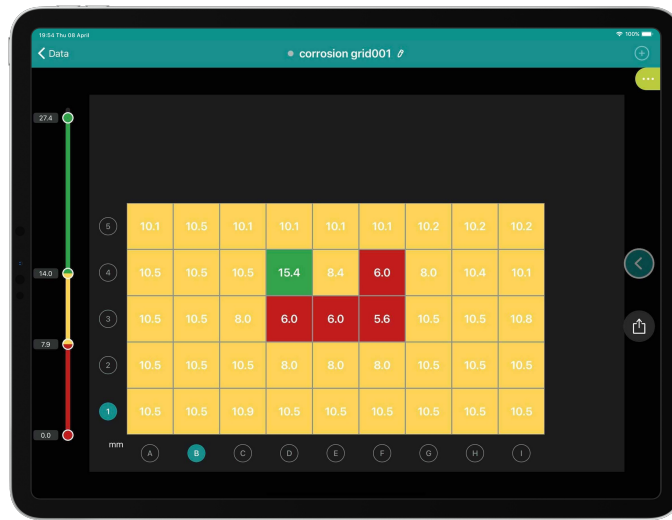 19:54 Thu 08 April
100%
Data
corrosion grid001
27.4
14.0
7.9
0.0
5 10.1 10.5 10.1 10.1 10.1 10.1 10.2 10.2 10.2
4 10.5 10.5 10.5 15.4 8.4 6.0 8.0 10.4 10.1
3 10.5 10.5 8.0 6.0 6.0 5.6 10.5 10.5 10.8
2 10.5 10.5 10.5 8.0 8.0 8.0 10.5 10.5 10.5
1 10.5 10.5 10.9 10.5 10.5 10.5 10.5 10.5 10.5
mm A B C D E F G H I